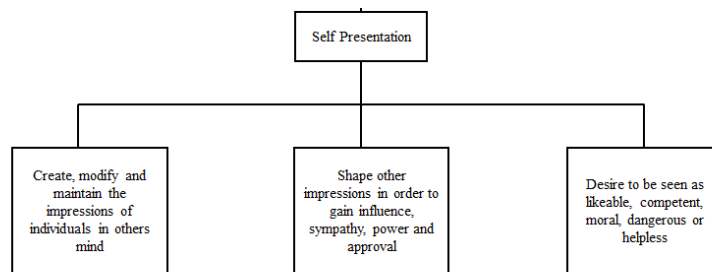 Self Presentation
Create, modify and
maintain the
impressions of
individuals in others
mind
Shape other
impressions in order to
gain influence,
sympathy, power and
approval
Desire to be seen as
likeable, competent,
moral, dangerous or
helpless